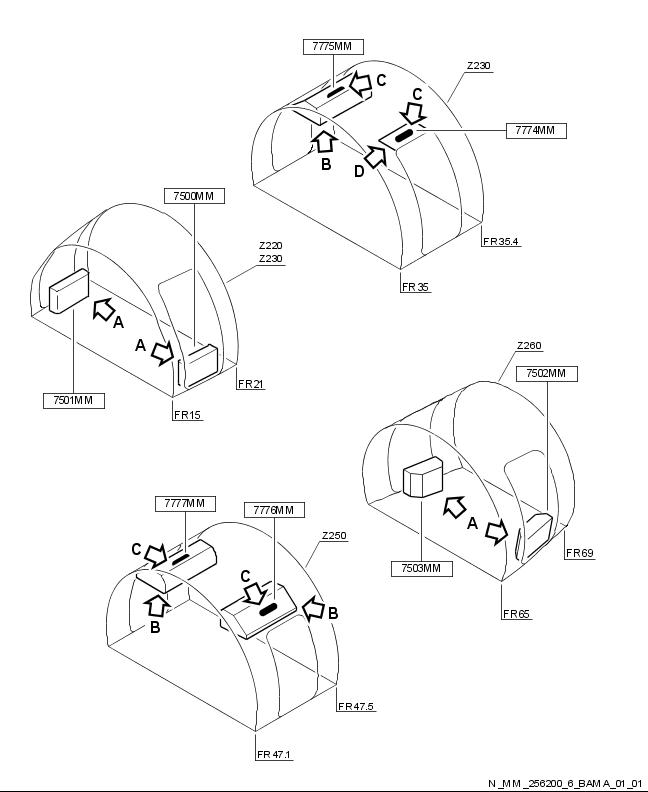 7775MM
Z230
C
C
7774MM
B
D
7500MM
FR35.4
Z220
Z230
FR35
A
A
Z260
7502MM
FR21
7501MM
FR15
7777MM
7776MM
A
Z250
C
FR69
7503MM
C
B
B
FR65
FR47.5
FR47.1
N_MM_256200_6_BAMA_01_01